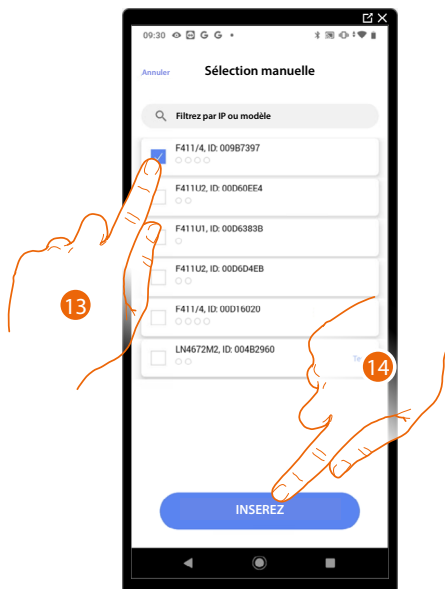 09:30 G G
Annuler Sélection manuelle
Filtrez par IP ou modèle
F411/4, ID: 009B7397
F411U2, ID: 00D60EE4
F411U1, ID: 00D6383B
F411U2, ID: 00D6D4EB
F411/4, ID: 00D16020
LN4672M2, ID: 004B2960
Te
13
14
INSEREZ